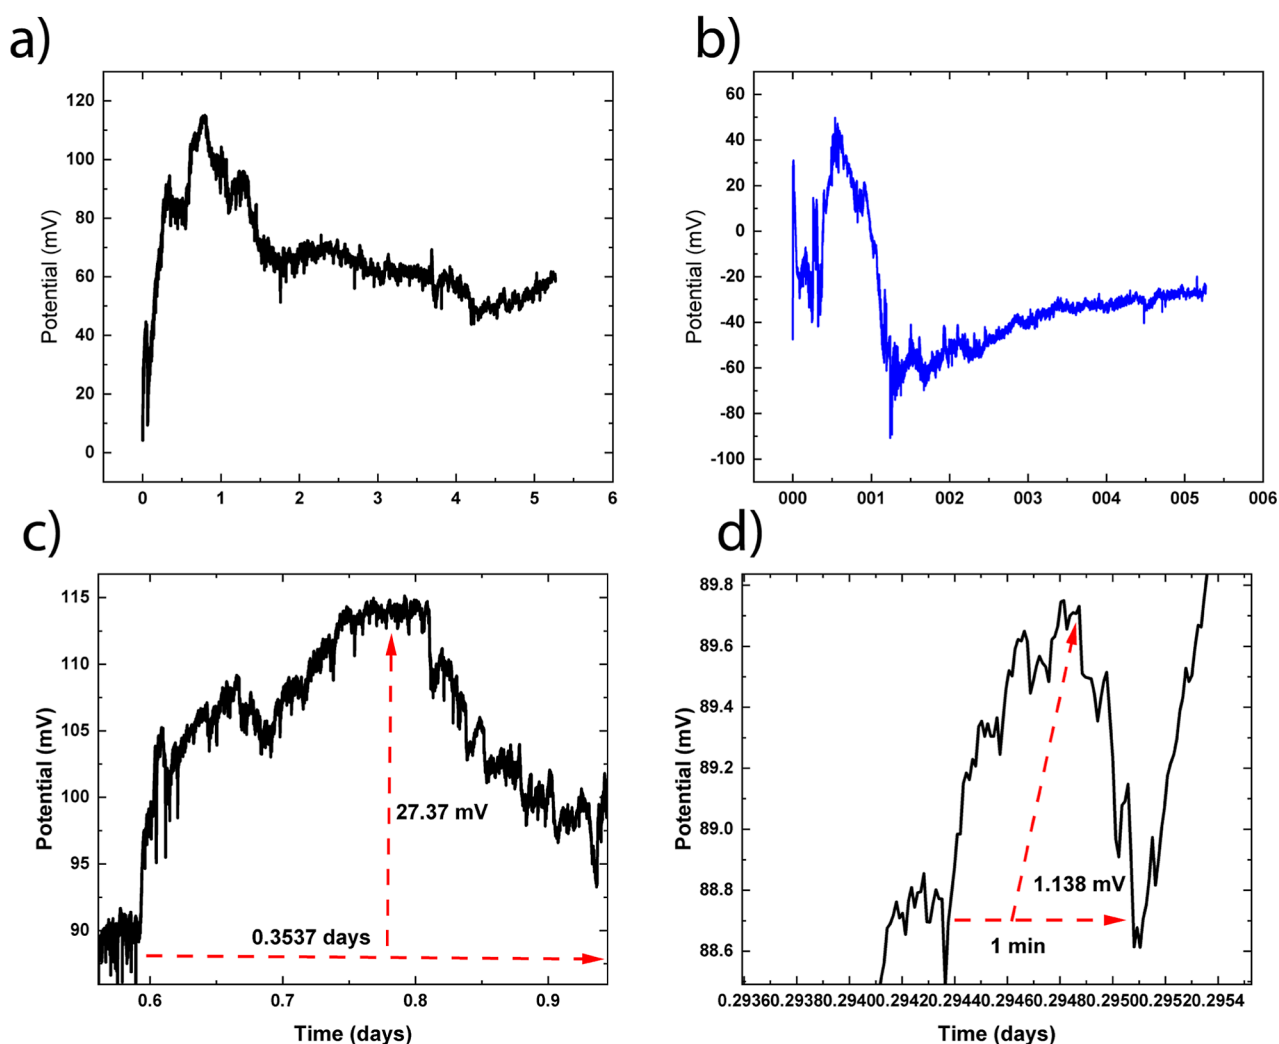 a)
120
100
80
60
40
20
0
Potential (mV)
0 1 2 3 4 5 6
b)
60
40
20
0
-20
-40
-60
-80
-100
Potential (mV)
000 001 002 003 004 005 006
c)
115
110
105
100
95
90
Potential (mV)
27.37 mV
0.3537 days
0.6 0.7 0.8 0.9
Time (days)
d)
89.8
89.6
89.4
89.2
89.0
88.8
88.6
Potential (mV)
1.138 mV
1 min
0.29360.29380.29400.29420.29440.29460.29480.29500.29520.2954
Time (days)